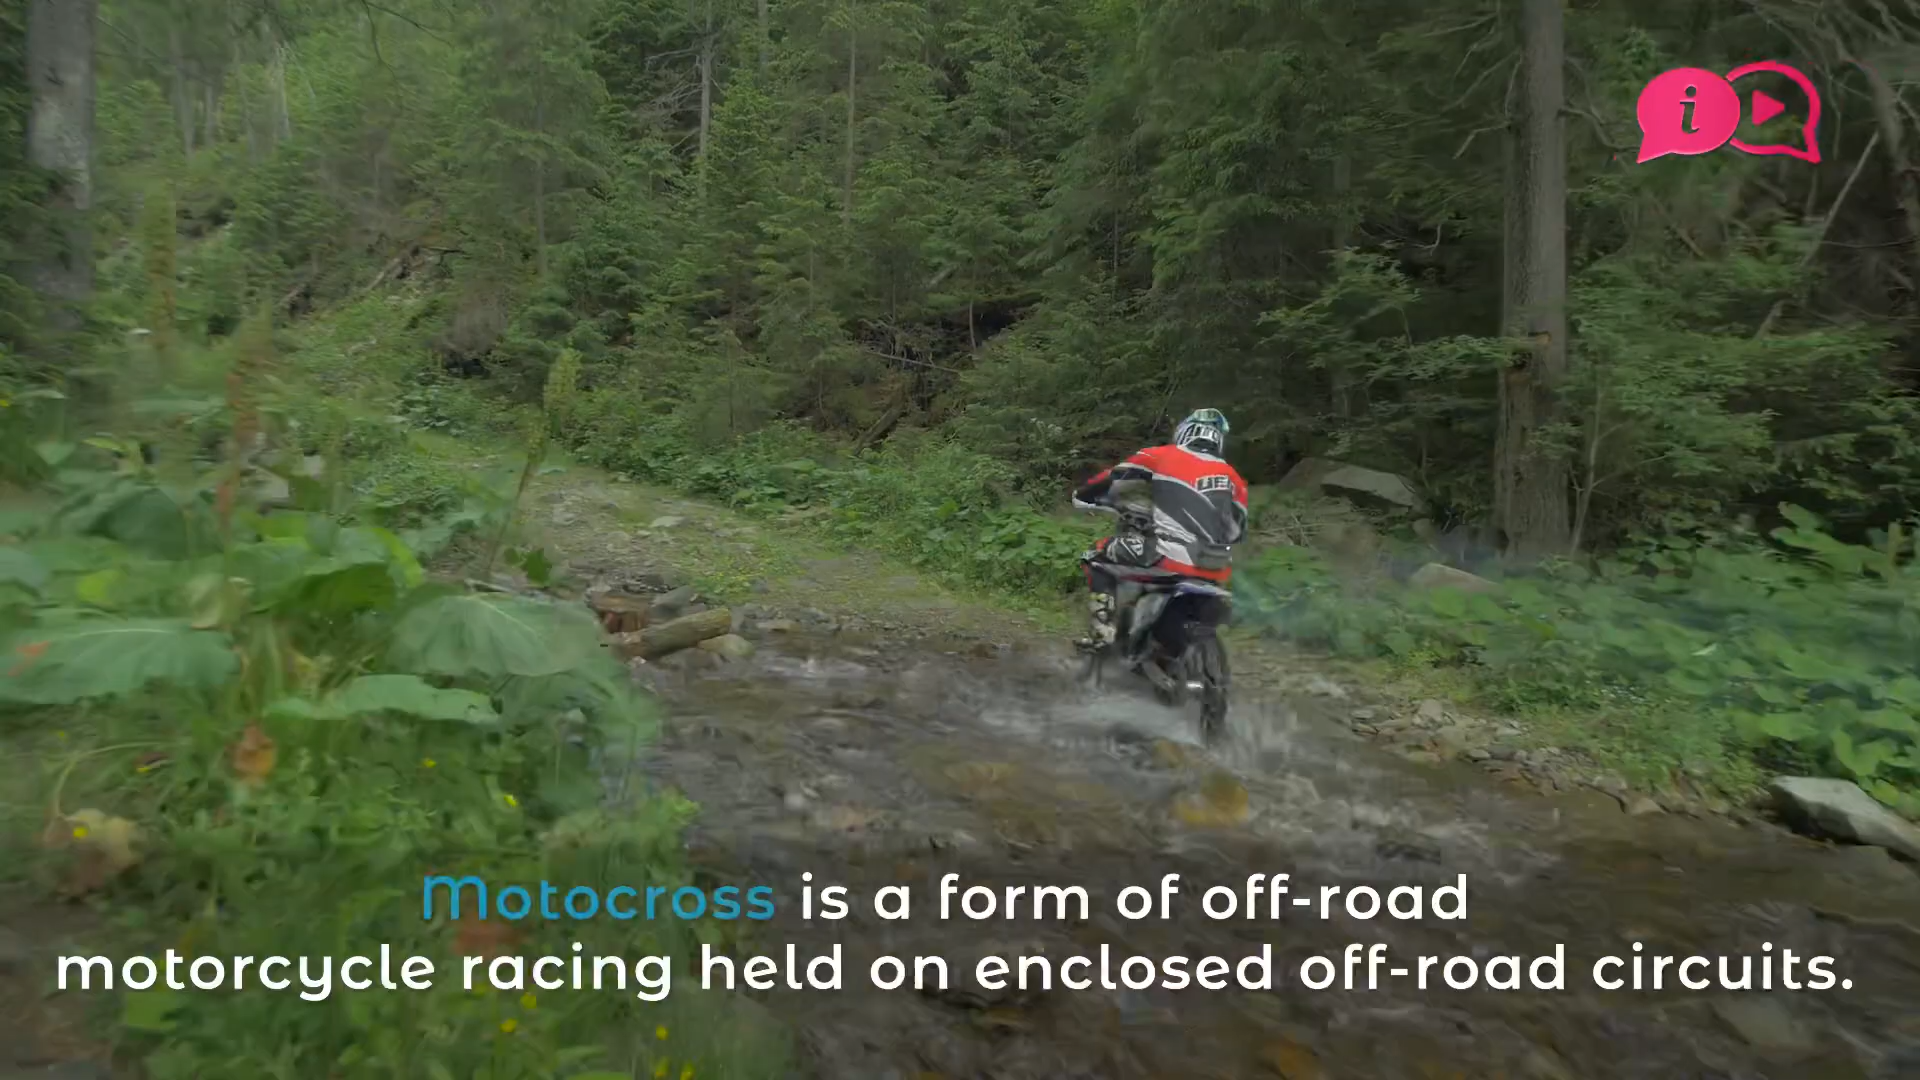 Motocross is a form of off-road
motorcycle racing held on enclosed off-road circuits.